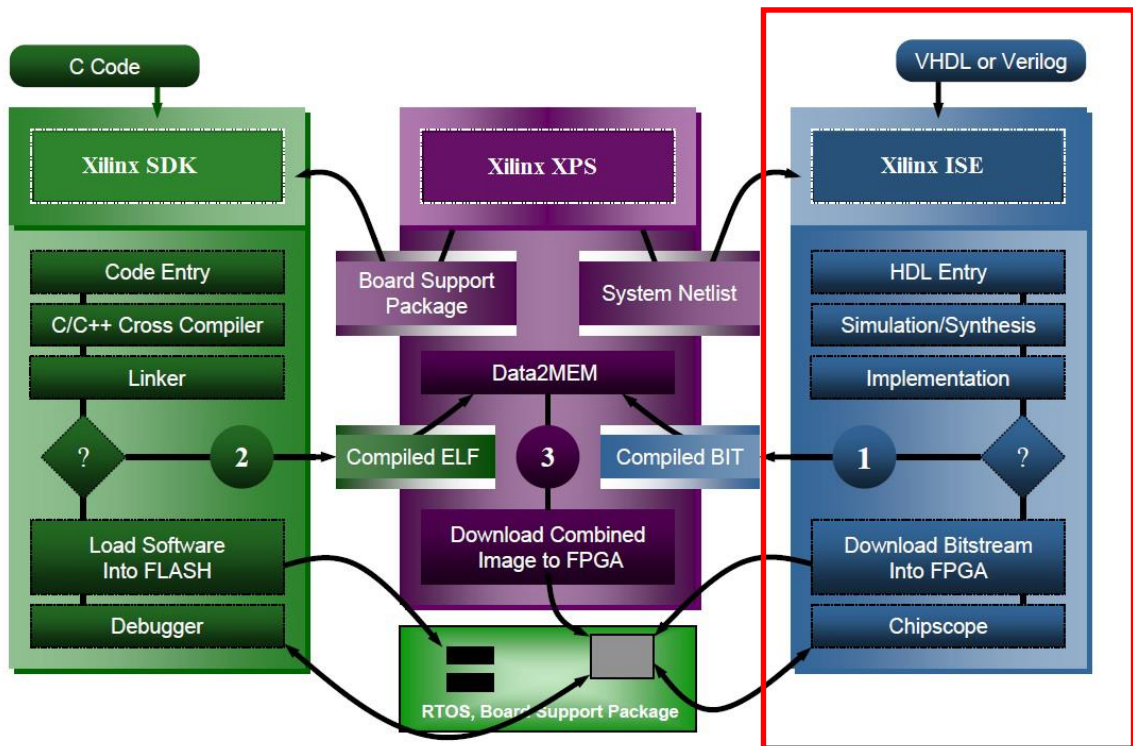 C Code
VHDL or Verilog
Xilinx SDK
Xilinx XPS
Xilinx ISE
Code Entry
C/C++ Cross Compiler
Linker
?
2
Load Software
Into FLASH
Debugger
Board Support
Package
System Netlist
Data2MEM
Compiled ELF
3
Compiled BIT
Download Combined
Image to FPGA
RTOS, Board Support Package
HDL Entry
Simulation/Synthesis
Implementation
1
?
Download Bitstream
Into FPGA
Chipscope